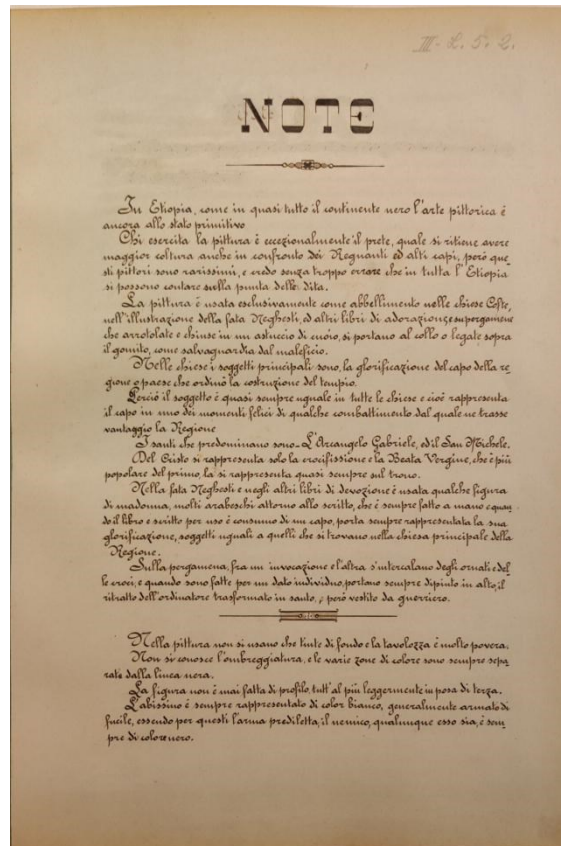 III-L. 5-2.
NOTE
In Etiopia, come in quasi tutto il continente nero l'arte pittorica é
ancora allo stato primitivo
Chi esercita la pittura é eccezionalmente il prete, quale si ritiene avere
maggior coltura anche in confronto dei Regnanti ed alti capi, peró que
sti pittori sono rarissimi, e credo senza troppo errare che in tutta l'Etiopia
si possono contare sulla punta delle dita.
La pittura é usata esclusivamente come abbellimento nelle chiese Cofte,
nell'illustrazione della fata Neghesti, ed altri libri di adorazione, e su pergamene
che arrotolate e chiuse in un astuccio di cuoio, si portano al collo o legate sopra
il gomito, come salvaguardia dal maleficio.
Nelle chiese i soggetti principali sono, la glorificazione del capo della re
gione o paese che ordinó la costruzione del tempio.
Perció il soggetto é quasi sempre uguale in tutte le chiese e cioé rappresenta
il capo in uno dei momenti felici di qualche combattimento dal quale ne trasse
vantaggio la Regione
I santi che predominano sono - L'Arcangelo Gabriele, ed il San Michele.
Del Cristo si rappresenta solo la crocifissione e la Beata Vergine, che é piú
popolare del primo, la si rappresenta quasi sempre sul trono.
Nella fata Neghesti e negli altri libri di devozione é usata qualche figura
di madonna, molti arabeschi attorno allo scritto, che é sempre fatto a mano e quan
do il libro e scritto per uso e consumo di un capo, porta sempre rappresentata la sua
glorificazione, soggetti uguali a quelli che si trovano nella chiesa principale della
Regione.
Sulla pergamena, fra un'invocazione e l'altra s'intercalano degli ornati e del
le croci, e quando sono fatte per un dato individuo, portano sempre dipinto in alto, il
ritratto dell'ordinatore trasformato in santo, peró vestito da guerriero.
Nella pittura non si usano che tinte di fondo e la tavolozza é molto povera.
Non si conosce l'ombreggiatura, e le varie zone di colore sono sempre sepa
rate dalla linea nera.
La figura non é mai fatta di profilo, tutt'al piú leggermente in posa di terza.
L'abissino é sempre rappresentato di color bianco, generalmente armato di
fucile, essendo per questi l'arma prediletta, il nemico, qualunque esso sia, é sem
pre di colore nero.